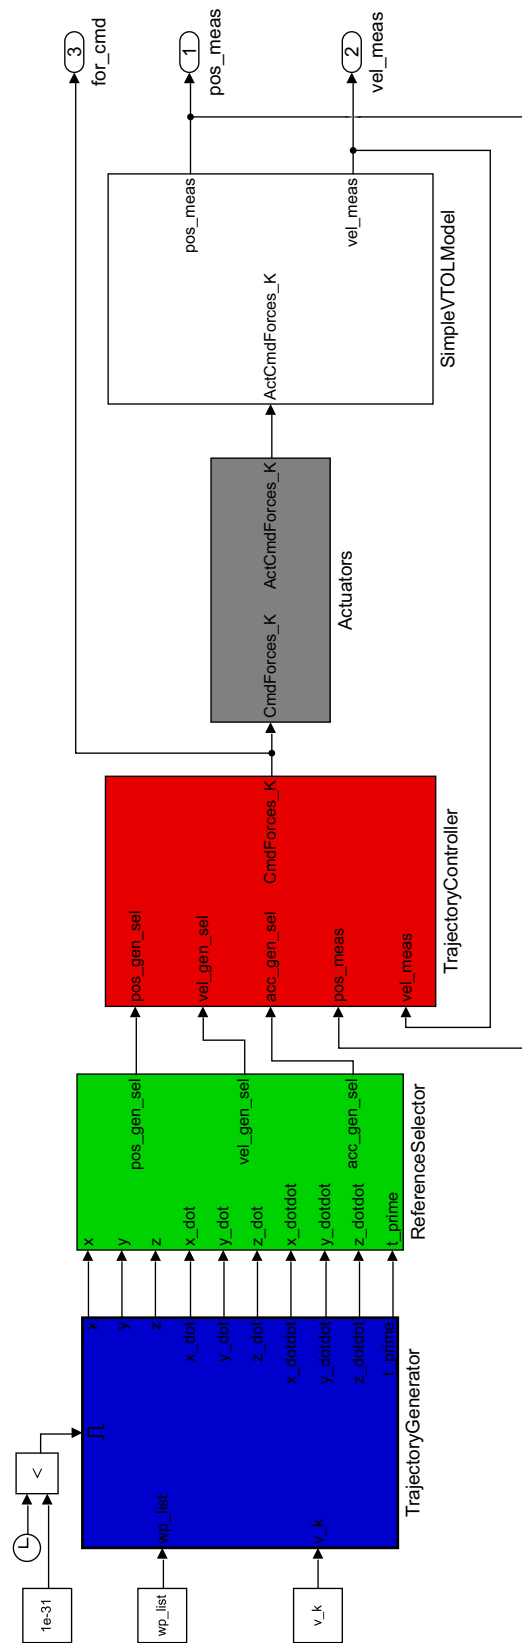 1e-31
<
wp_list
v_k
wp_list
v_k
x
y
z
x_dot
y_dot
z_dot
x_dotdot
y_dotdot
z_dotdot
t_prime
TrajectoryGenerator
x
y
z
x_dot
y_dot
z_dot
x_dotdot
y_dotdot
z_dotdot
t_prime
pos_gen_sel
vel_gen_sel
acc_gen_sel
ReferenceSelector
pos_gen_sel
vel_gen_sel
acc_gen_sel
pos_meas
vel_meas
CmdForces_K
TrajectoryController
CmdForces_K
ActCmdForces_K
Actuators
ActCmdForces_K
pos_meas
vel_meas
SimpleVTOLModel
3
for_cmd
1
pos_meas
2
vel_meas